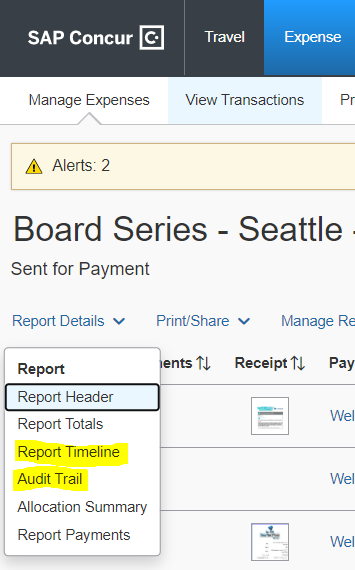 SAP Concur C Travel Expense
Manage Expenses View Transactions Pr
Alerts: 2
Board Series - Seattle -
Sent for Payment
Report Details Print/Share Manage Re
Report
Report Header
Report Totals
Report Timeline
Audit Trail
Allocation Summary
Report Payments
ents Receipt Pay
Wel
Wel
Wel